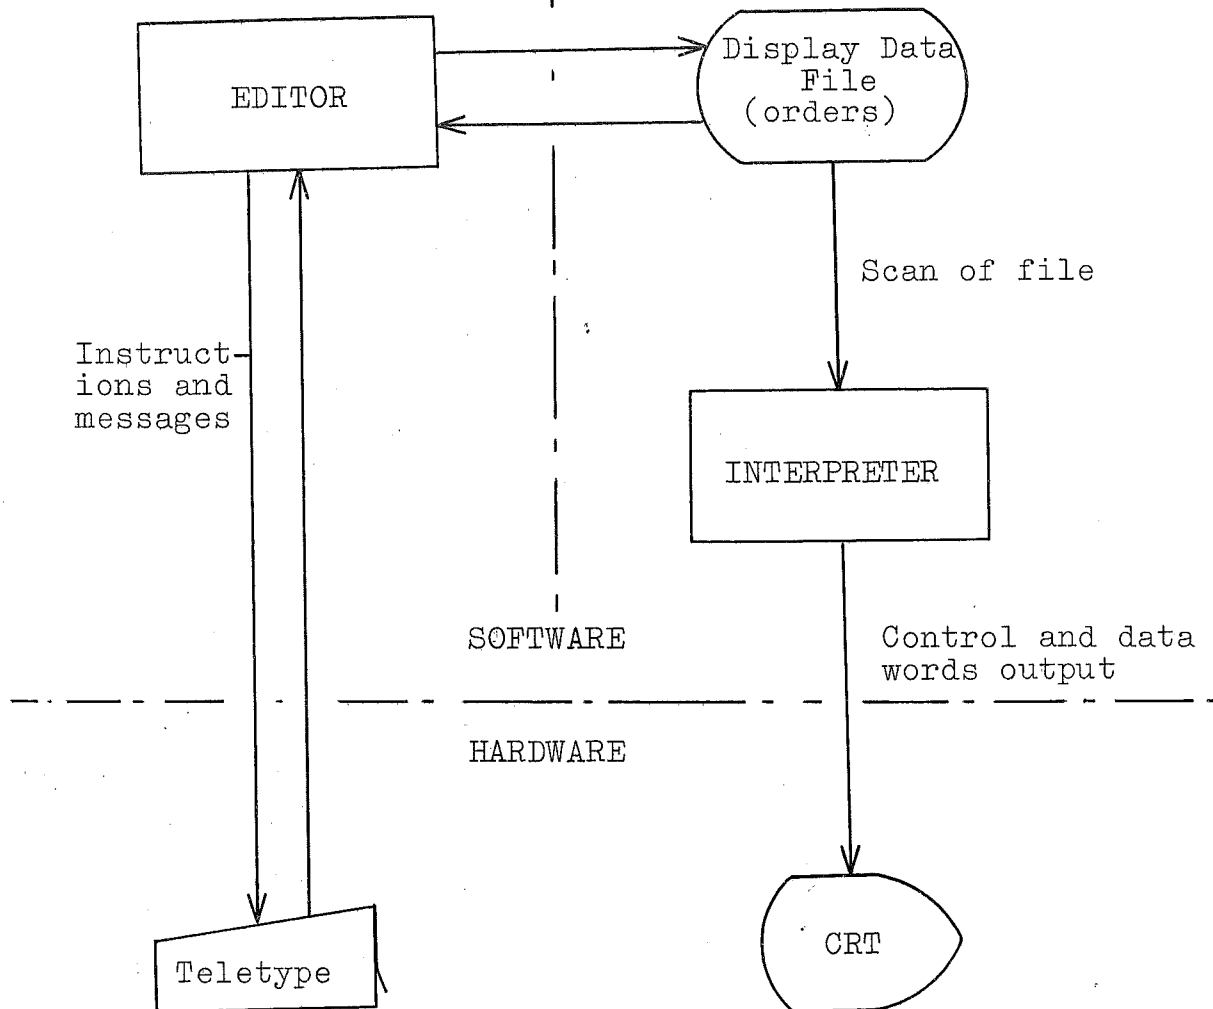 EDITOR
Display Data
File
(orders)
Scan of file
Instruct-
ions and
messages
INTERPRETER
SOFTWARE
Control and data
words output
HARDWARE
Teletype
CRT